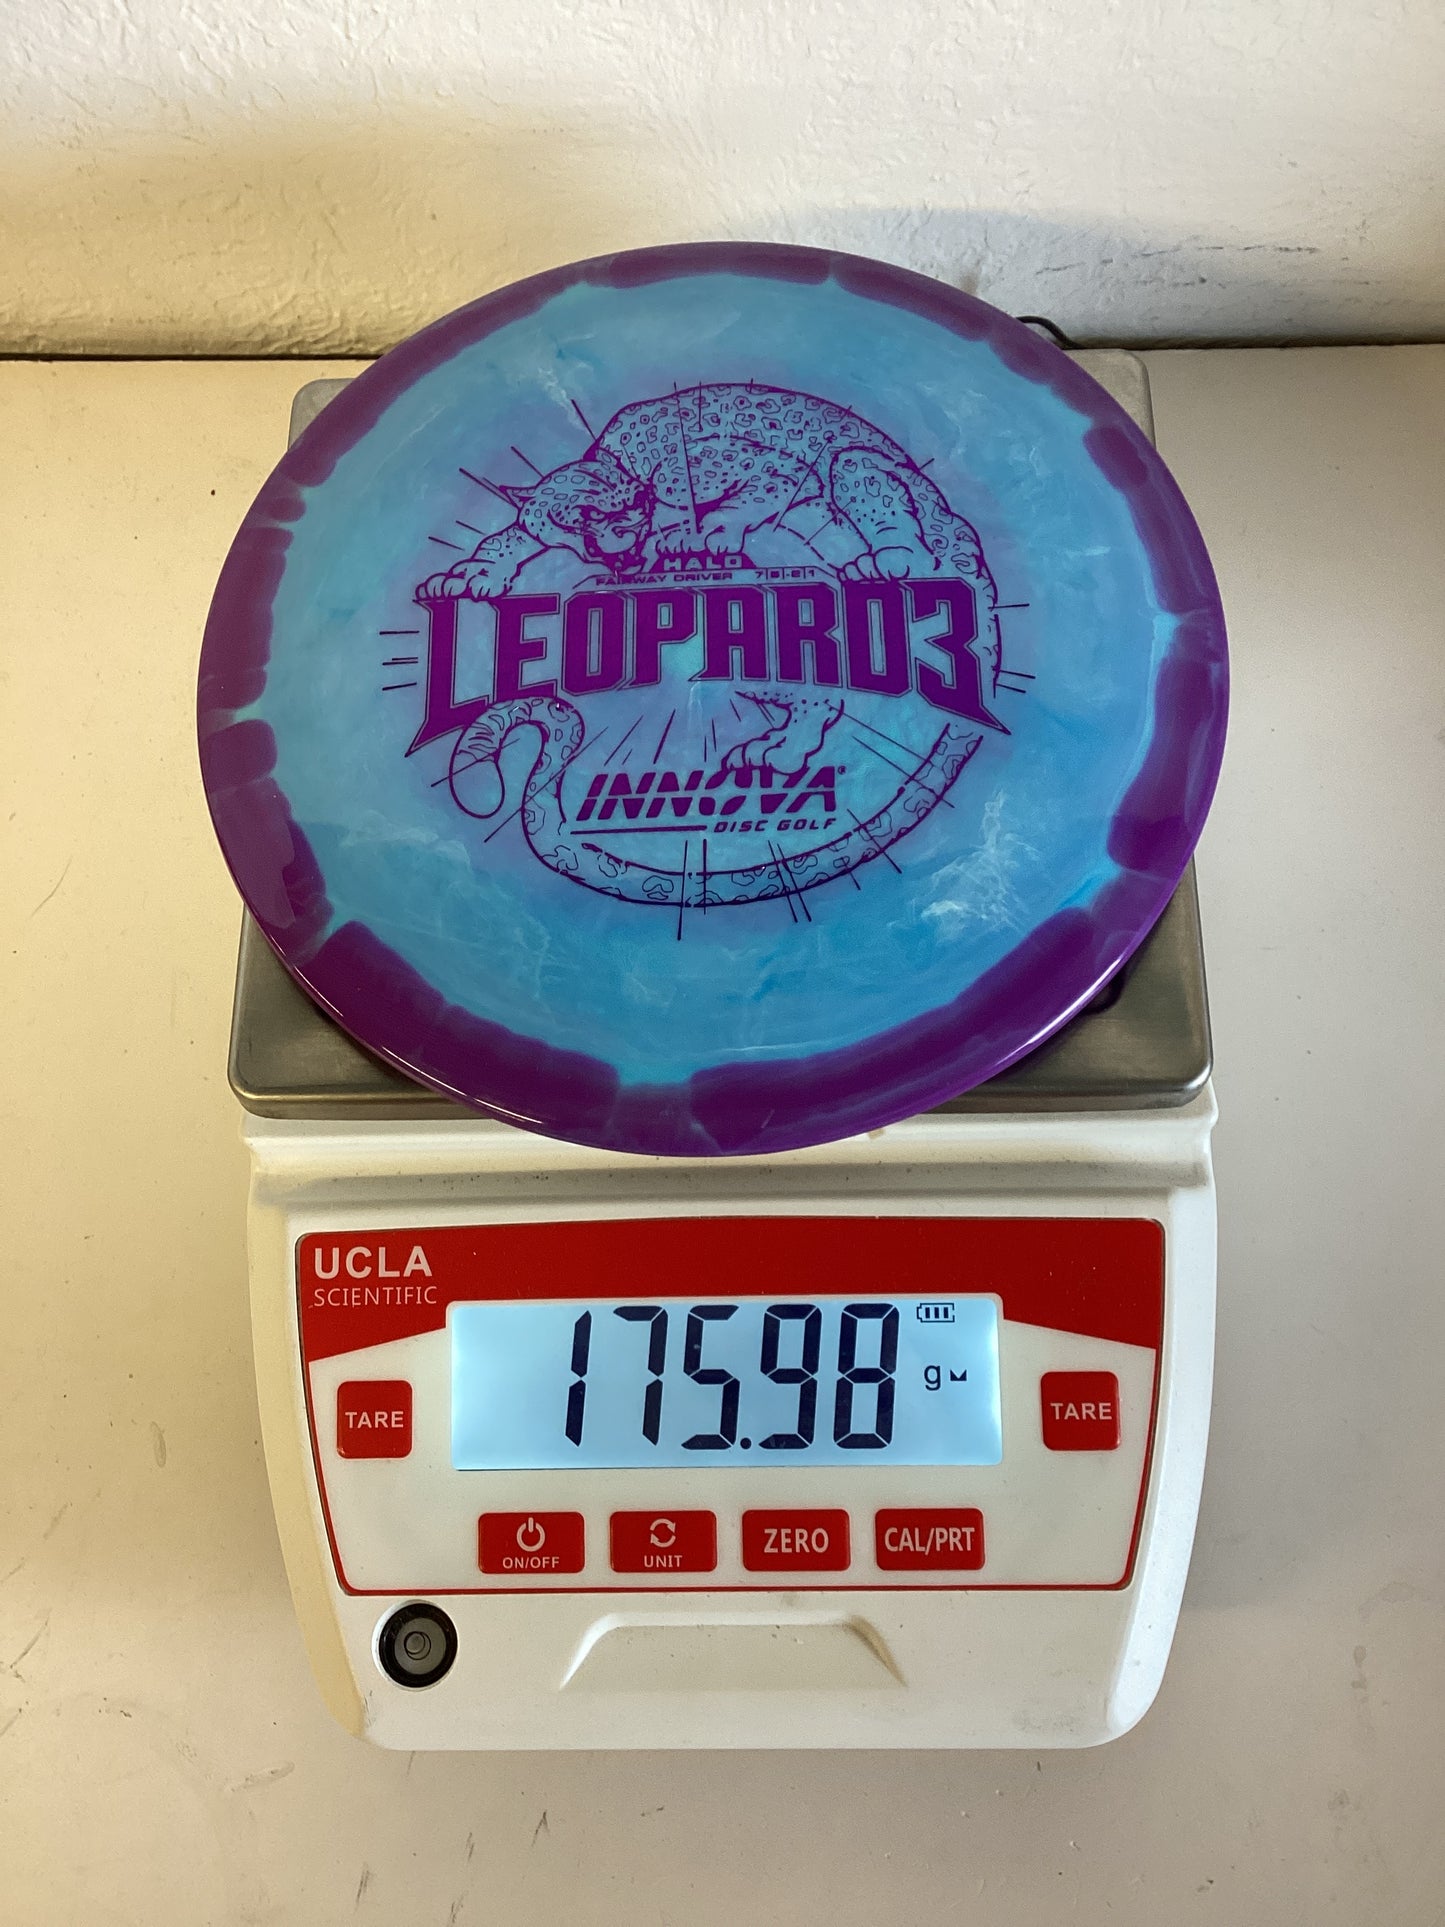 HALO
FAIRWAY DRIVER 7|5|-2|1
LEOPARD3
INNOVA®
DISC GOLF
UCLA
SCIENTIFIC
175.98 g
TARE
TARE
ON/OFF
UNIT
ZERO
CAL/PRT